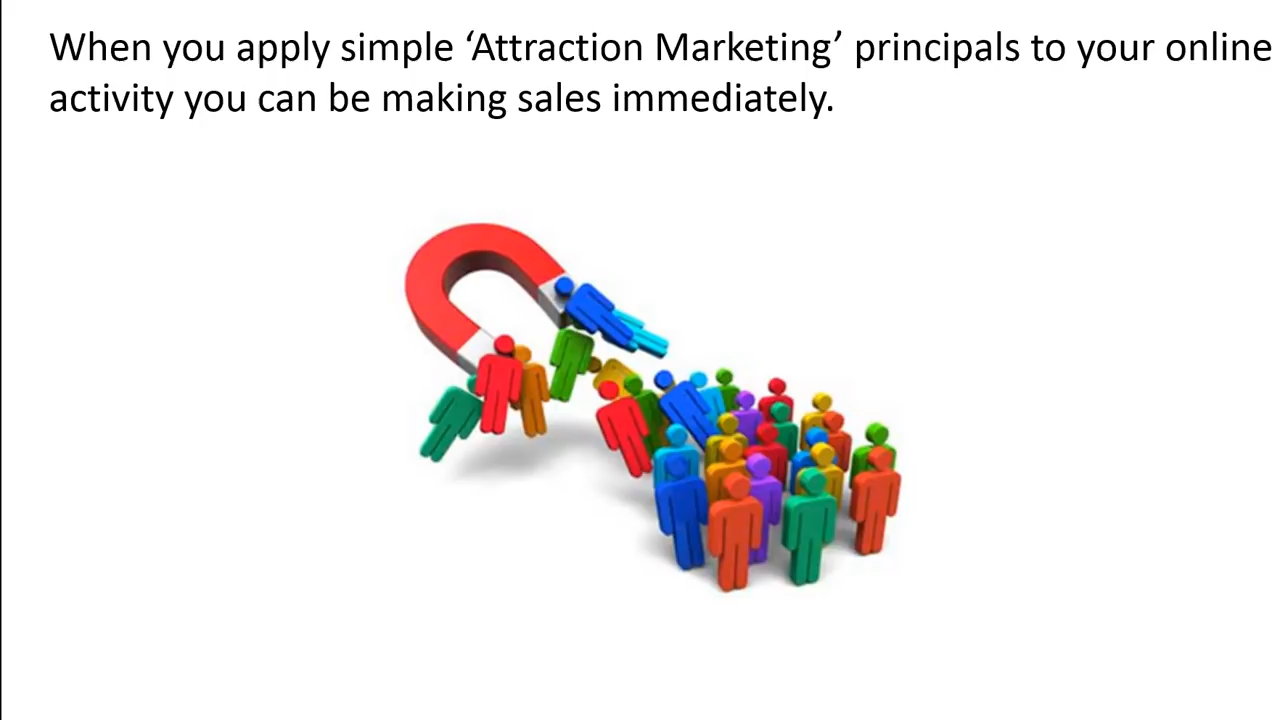 When you apply simple ‘Attraction Marketing’ principals to your online
activity you can be making sales immediately.